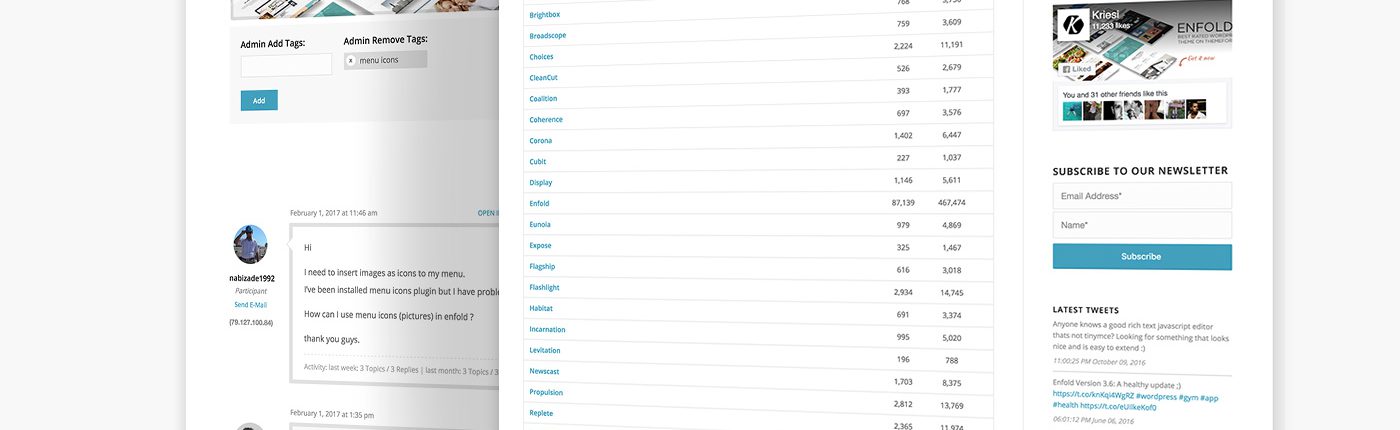 Admin Add Tags:
Admin Remove Tags:
x menu icons
Add
February 1, 2017 at 11:46 am
OPEN
nabizade1992
Participant
Send E-Mail
(79.127.100.84)
Hi
I need to insert images as icons to my menu.
I've been installed menu icons plugin but I have
How can I use menu icons (pictures) in enfold ?
thank you guys.
Activity: last week: 3 Topics / 3 Replies | last month: 3 Topics / 3
February 1, 2017 at 1:35 pm
Brightbox 768
Broadscope 759 3,609
Choices 2,224 11,191
CleanCut 526 2,679
Coalition 393 1,777
Coherence 697 3,576
Corona 1,402 6,447
Cubit 227 1,037
Display 1,146 5,611
Enfold 87,139 467,474
Eunoia 979 4,869
Expose 325 1,467
Flagship 616 3,018
Flashlight 2,934 14,745
Habitat 691 3,374
Incarnation 995 5,020
Levitation 196 788
Newscast 1,703 8,375
Propulsion 2,812 13,769
Replete 2,365 11,974
Kriesi
11,233 likes
ENFOLD
BEST RATED WORDPR
THEME ON THEMEFOR
Get it now
Liked
You and 31 other friends like this
SUBSCRIBE TO OUR NEWSLETTER
Email Address*
Name*
Subscribe
LATEST TWEETS
Anyone knows a good rich text javascript editor
thats not tinymce? Looking for something that looks
nice and is easy to extend :)
11:00:25 PM October 09, 2016
Enfold Version 3.6: A healthy update ;)
https://t.co/knKqi4WgRZ #wordpress #gym #app
#health https://t.co/eUilkeKof0
06:01:12 PM June 06, 2016